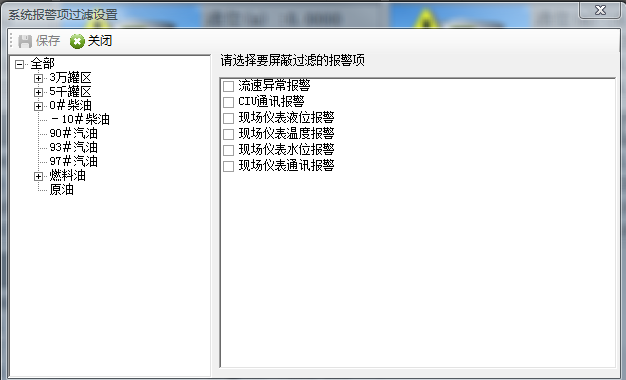 系统报警项过滤设置
保存 关闭
全部
3万罐区
5千罐区
0#柴油
-10#柴油
90#汽油
93#汽油
97#汽油
燃料油
原油
请选择要屏蔽过滤的报警项
流速异常报警
CIU通讯报警
现场仪表液位报警
现场仪表温度报警
现场仪表水位报警
现场仪表通讯报警